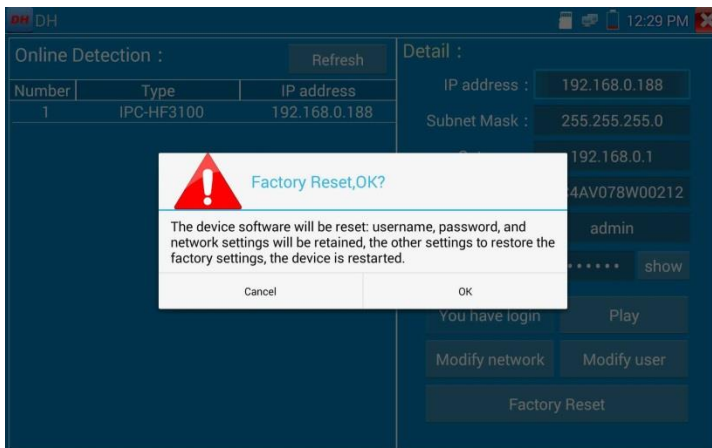 DH DH
12:29 PM
Online Detection :
Refresh
Number Type IP address
1 IPC-HF3100 192.168.0.188
Detail :
IP address : 192.168.0.188
Subnet Mask : 255.255.255.0
192.168.0.1
4AV078W00212
admin
show
You have login Play
Modify network Modify user
Factory Reset
Factory Reset,OK?
The device software will be reset: username, password, and
network settings will be retained, the other settings to restore the
factory settings, the device is restarted.
Cancel OK